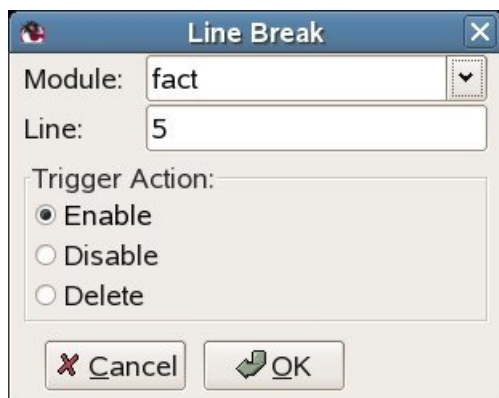 Line Break
Module: fact
Line: 5
Trigger Action:
Enable
Disable
Delete
Cancel OK